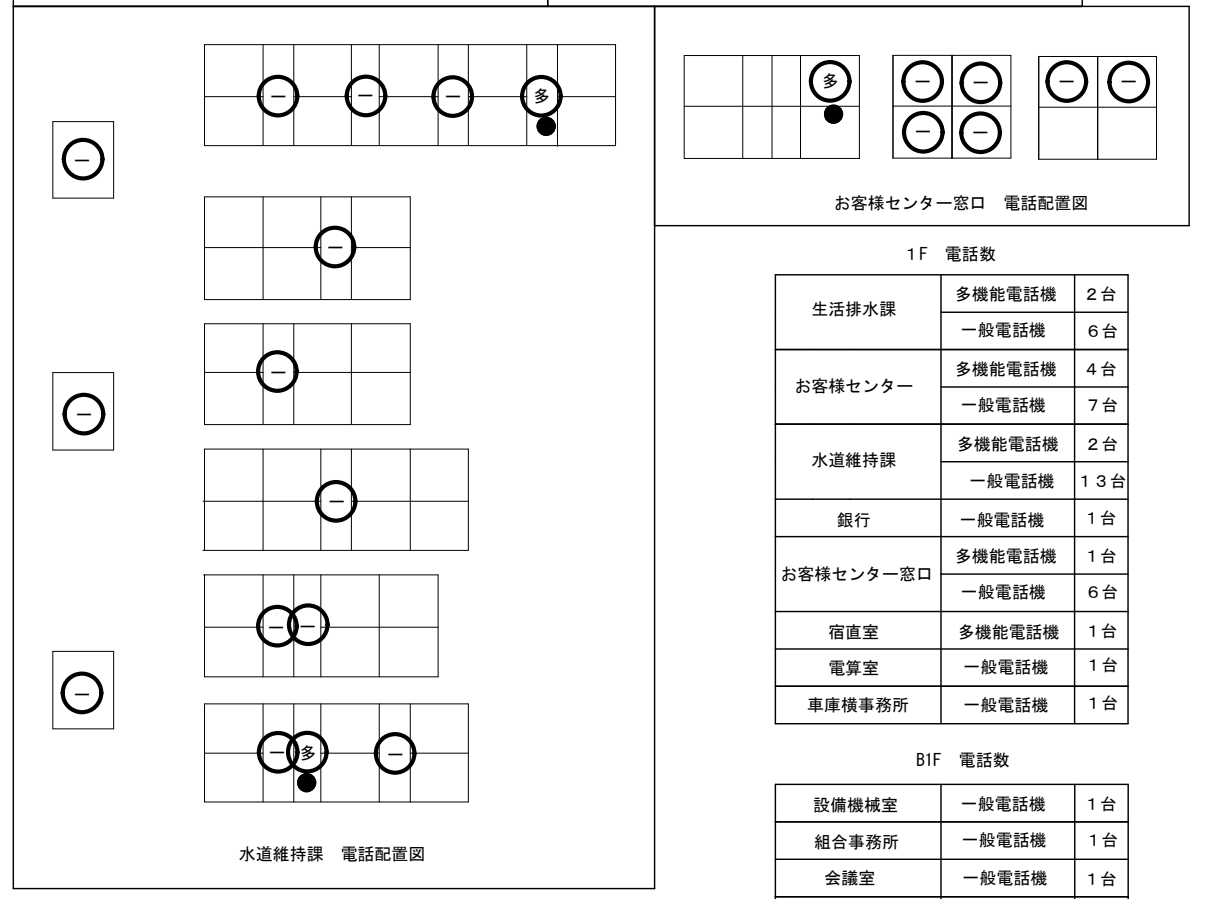 一 一 一 多
一
一
一
一
一
一 一
一
一 多 一
水道維持課 電話配置図
多 一 一 一 一
一 一
お客様センター窓口 電話配置図
1F 電話数
生活排水課 多機能電話機 2台
一般電話機 6台
お客様センター 多機能電話機 4台
一般電話機 7台
水道維持課 多機能電話機 2台
一般電話機 13台
銀行 一般電話機 1台
お客様センター窓口 多機能電話機 1台
一般電話機 6台
宿直室 多機能電話機 1台
電算室 一般電話機 1台
車庫横事務所 一般電話機 1台
B1F 電話数
設備機械室 一般電話機 1台
組合事務所 一般電話機 1台
会議室 一般電話機 1台